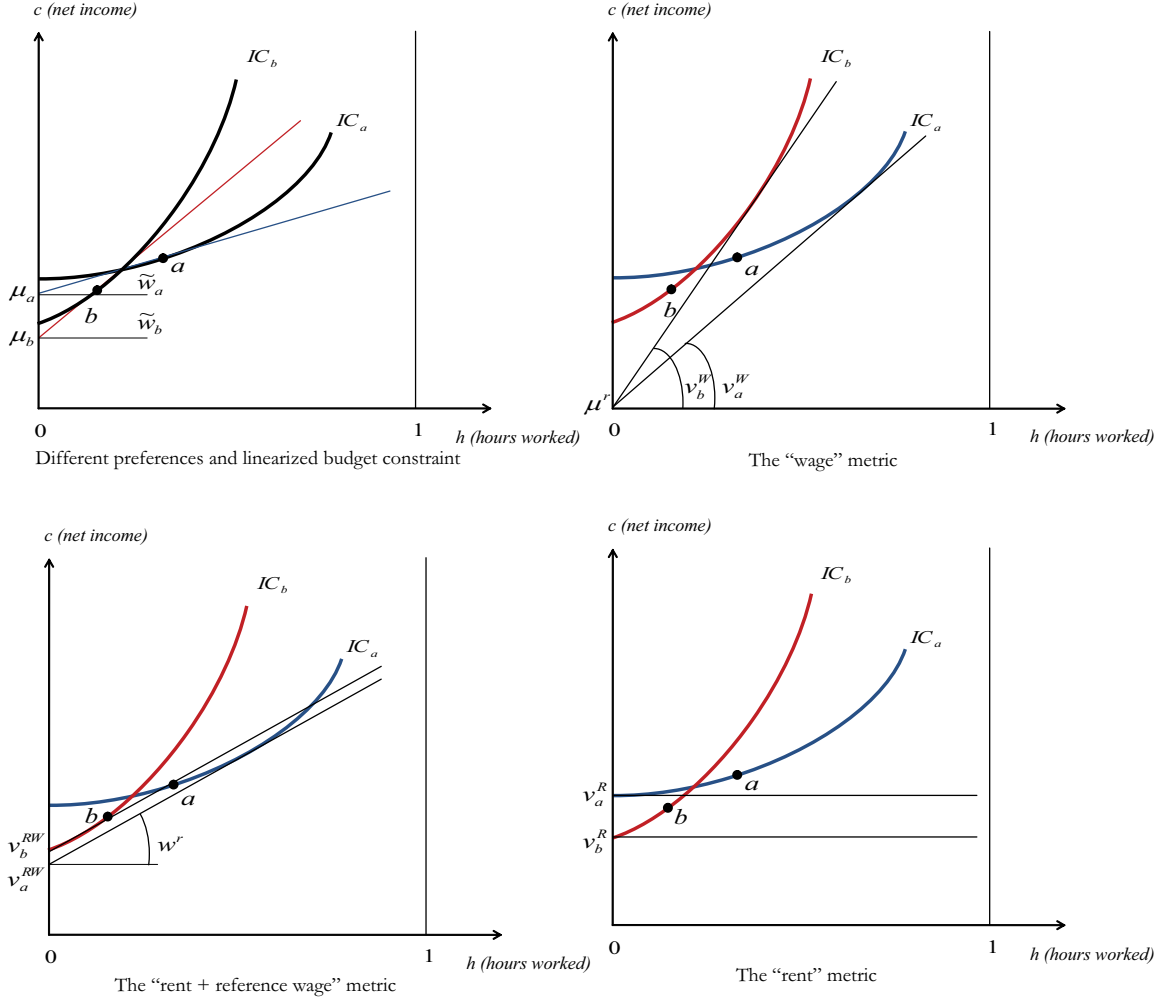 c (net income)
IC_b
IC_a
a
b
μ_a
w̃_a
μ_b
w̃_b
0
1
h (hours worked)
Different preferences and linearized budget constraint
c (net income)
IC_b
IC_a
a
b
v_b^W
v_a^W
μ^r
0
1
h (hours worked)
The “wage” metric
c (net income)
IC_b
IC_a
a
b
v_b^RW
w^r
v_a^RW
0
1
h (hours worked)
The “rent + reference wage” metric
c (net income)
IC_b
IC_a
v_a^R
a
b
v_b^R
0
1
h (hours worked)
The “rent” metric